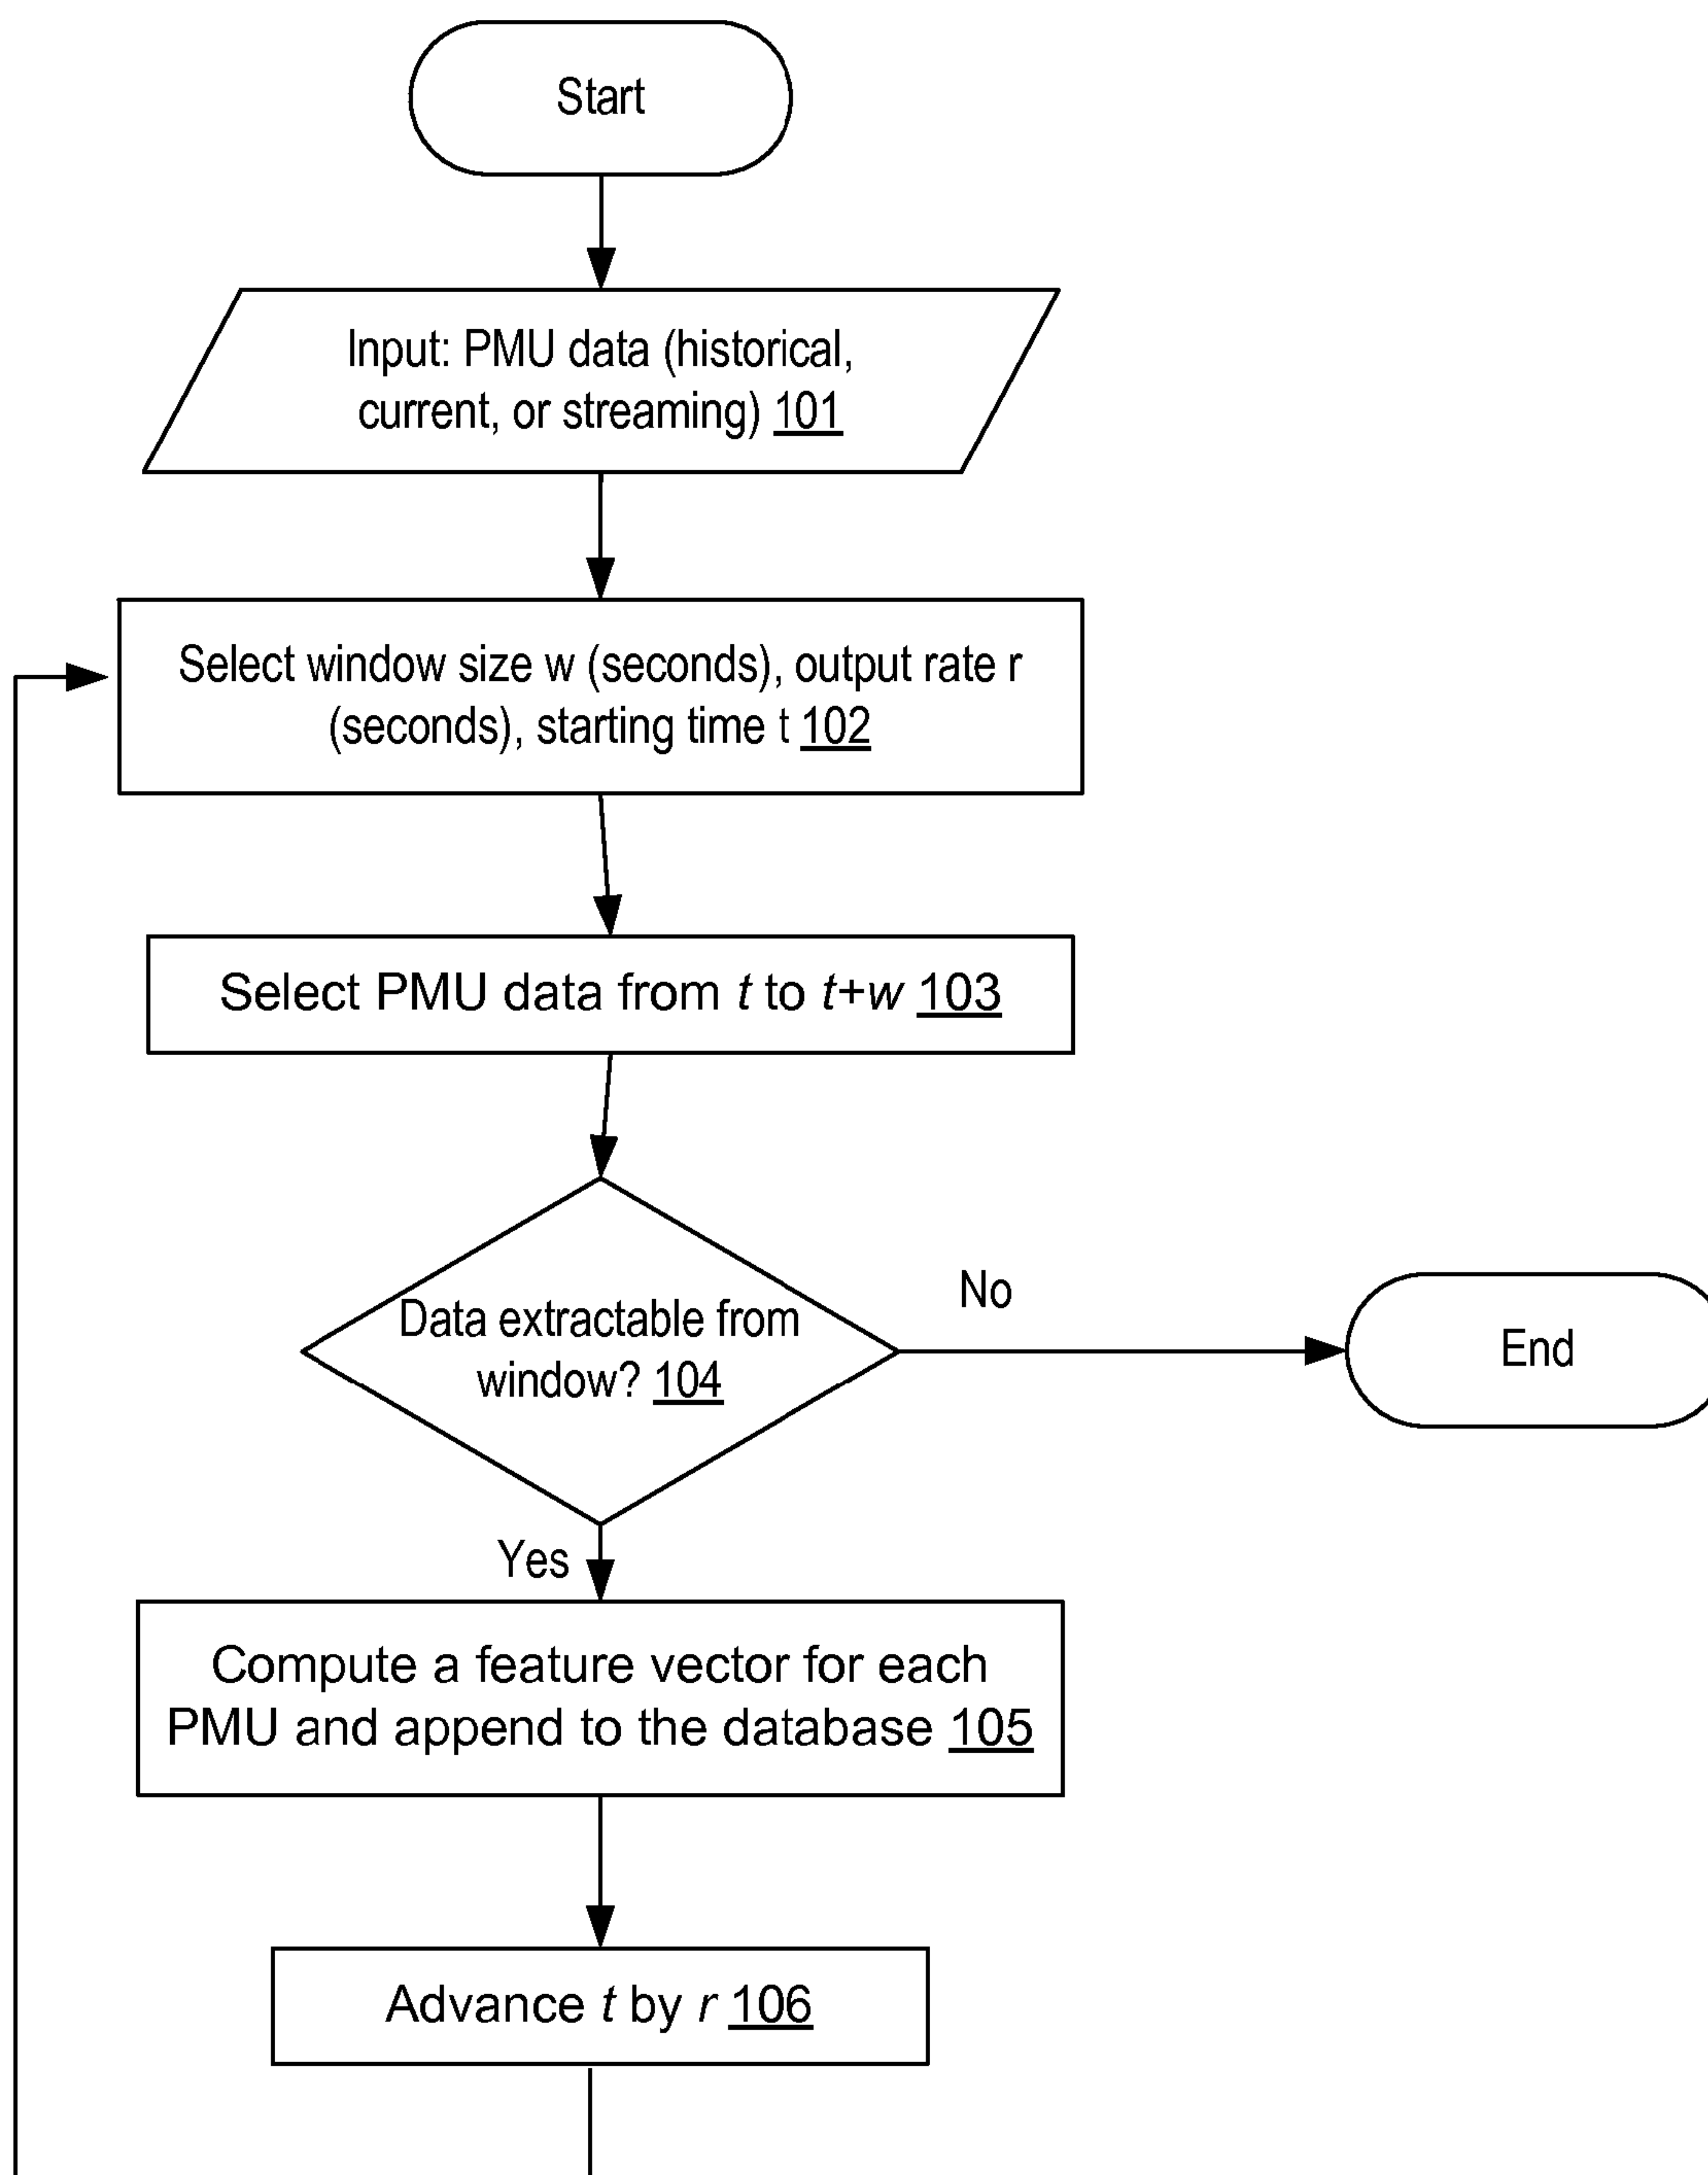 Start
Input: PMU data (historical,
current, or streaming) 101
Select window size w (seconds), output rate r
(seconds), starting time t 102
Select PMU data from t to t+w 103
Data extractable from
window? 104
No
End
Yes
Compute a feature vector for each
PMU and append to the database 105
Advance t by r 106